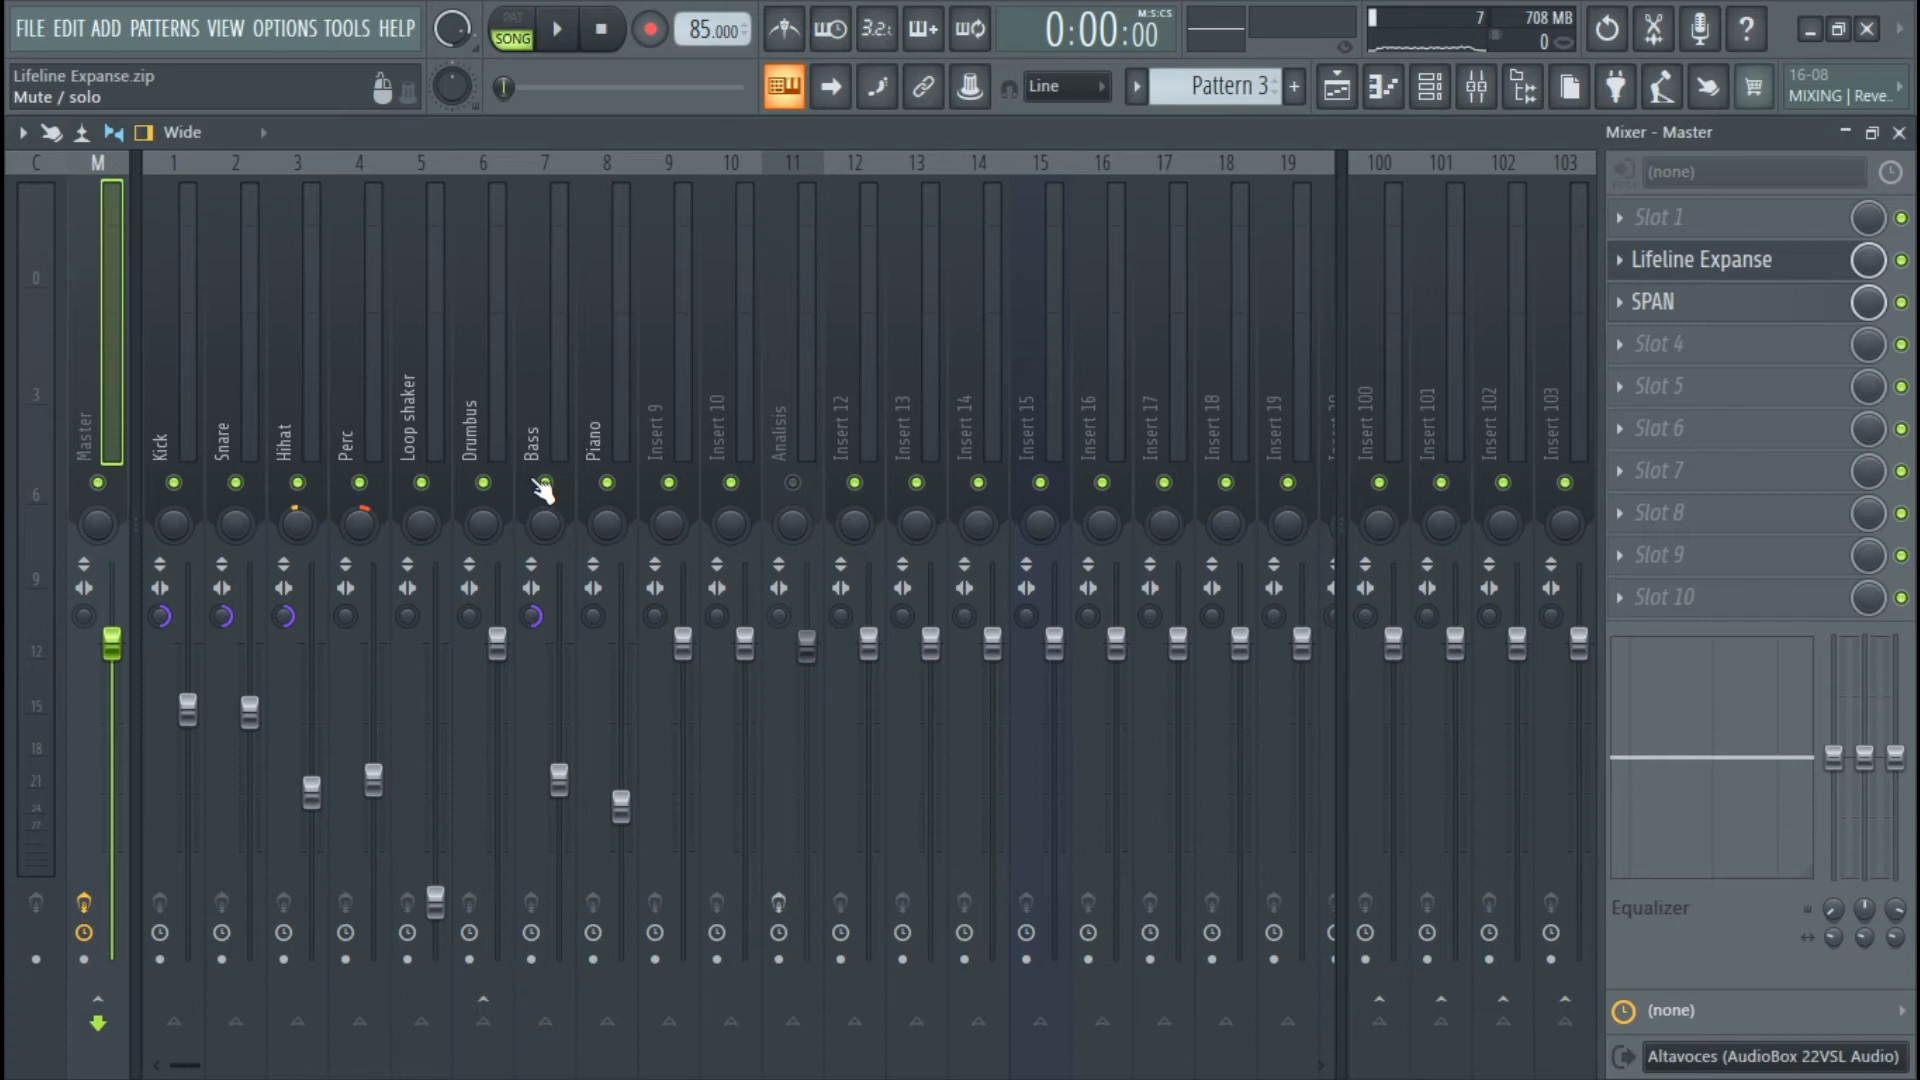 FILE EDIT ADD PATTERNS VIEW OPTIONS TOOLS HELP
PAT
SONG
85.000
3.2:
M:S:CS
0:00:00
7
708 MB
0
Lifeline Expanse.zip
Mute / solo
Line
Pattern 3
16-08
MIXING | Reve..
Wide
Mixer - Master
C M 1 2 3 4 5 6 7 8 9 10 11 12 13 14 15 16 17 18 19 100 101 102 103
(none)
Slot 1
Lifeline Expanse
SPAN
Slot 4
Slot 5
Slot 6
Slot 7
Slot 8
Slot 9
Slot 10
0
3
6
9
12
15
18
21
24
27
Master
Kick
Snare
Hihat
Perc
Loop shaker
Drumbus
Bass
Piano
Insert 9
Insert 10
Analisis
Insert 12
Insert 13
Insert 14
Insert 15
Insert 16
Insert 17
Insert 18
Insert 19
Insert 100
Insert 101
Insert 102
Insert 103
Equalizer
(none)
Altavoces (AudioBox 22VSL Audio)